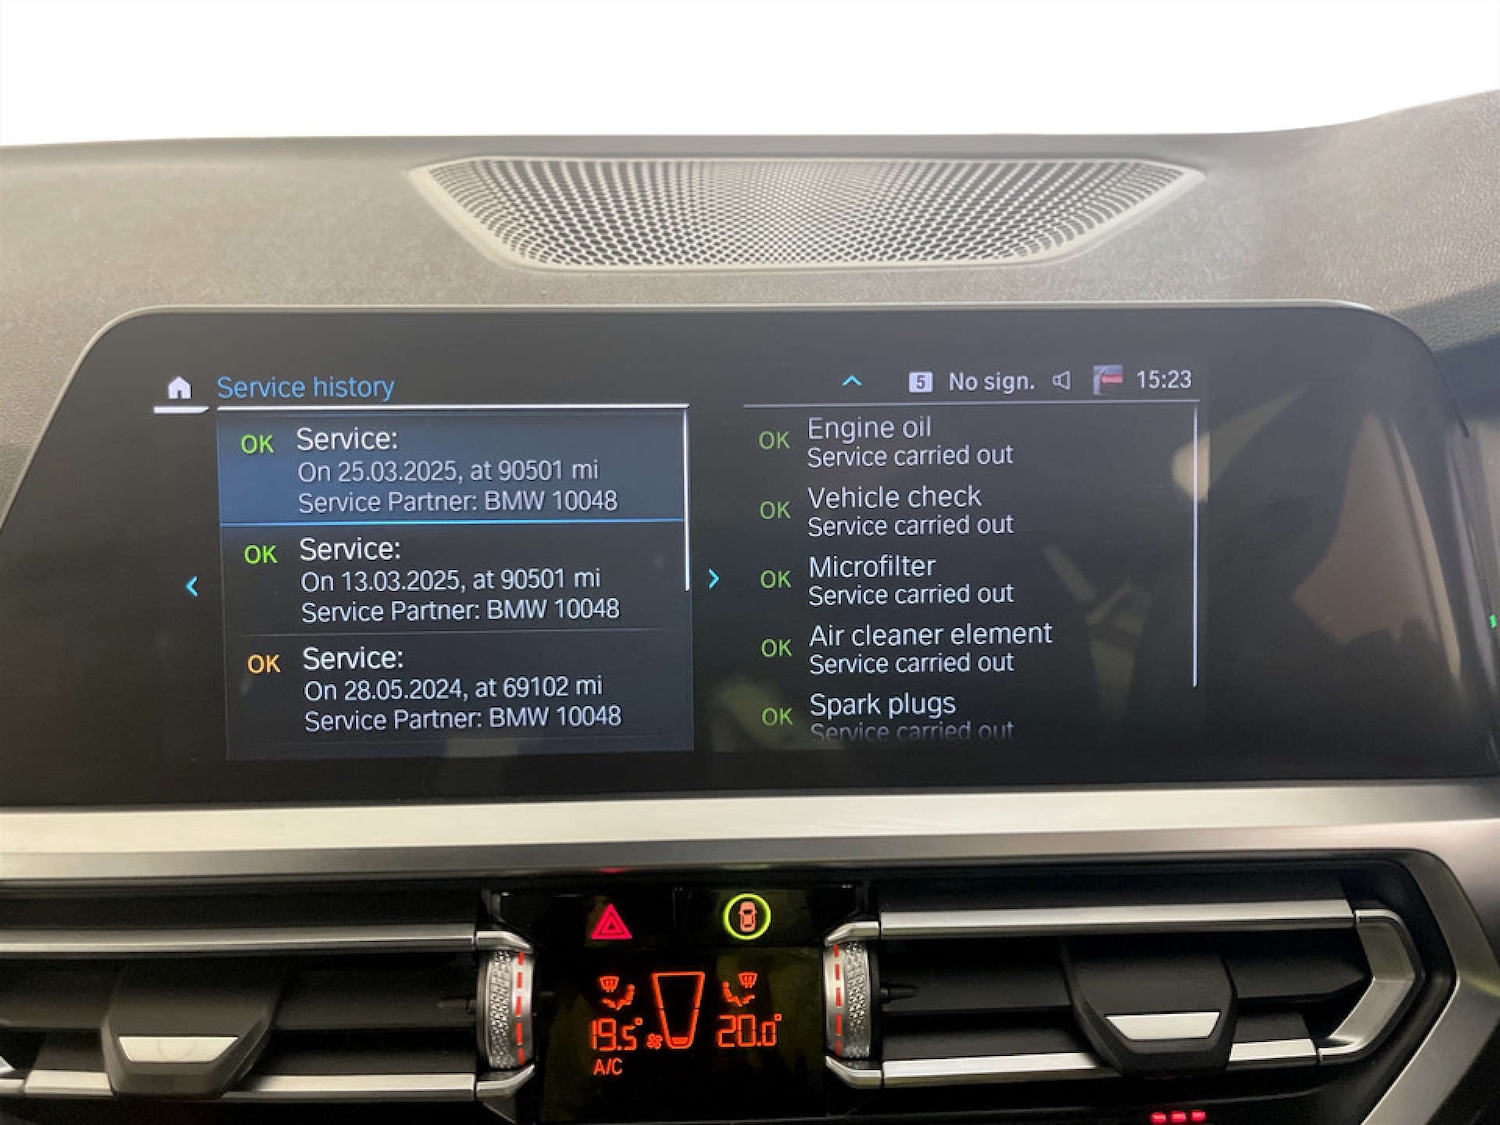 Service history
5 No sign. 15:23
OK Service:
On 25.03.2025, at 90501 mi
Service Partner: BMW 10048
OK Service:
On 13.03.2025, at 90501 mi
Service Partner: BMW 10048
OK Service:
On 28.05.2024, at 69102 mi
Service Partner: BMW 10048
OK Engine oil
Service carried out
OK Vehicle check
Service carried out
OK Microfilter
Service carried out
OK Air cleaner element
Service carried out
OK Spark plugs
Service carried out
19.5° 20.0°
A/C